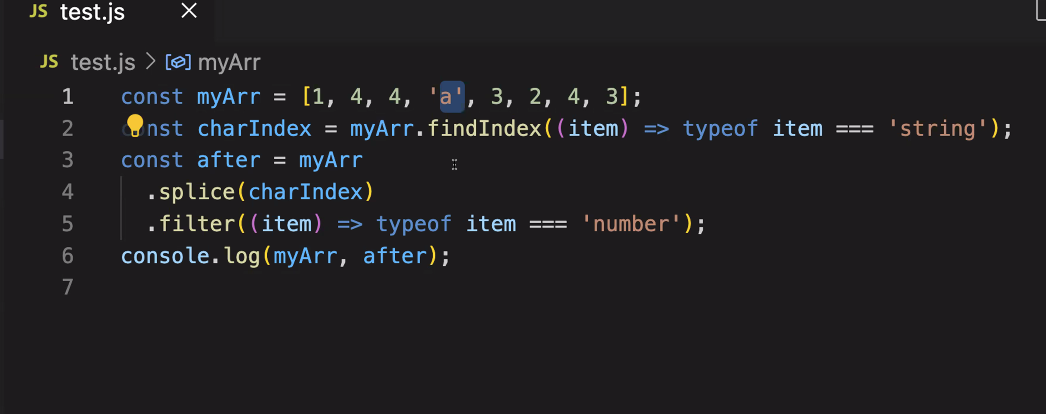 JS test.js ×
JS test.js > myArr
1 const myArr = [1, 4, 4, 'a', 3, 2, 4, 3];
2 const charIndex = myArr.findIndex((item) => typeof item === 'string');
3 const after = myArr
4 .splice(charIndex)
5 .filter((item) => typeof item === 'number');
6 console.log(myArr, after);
7